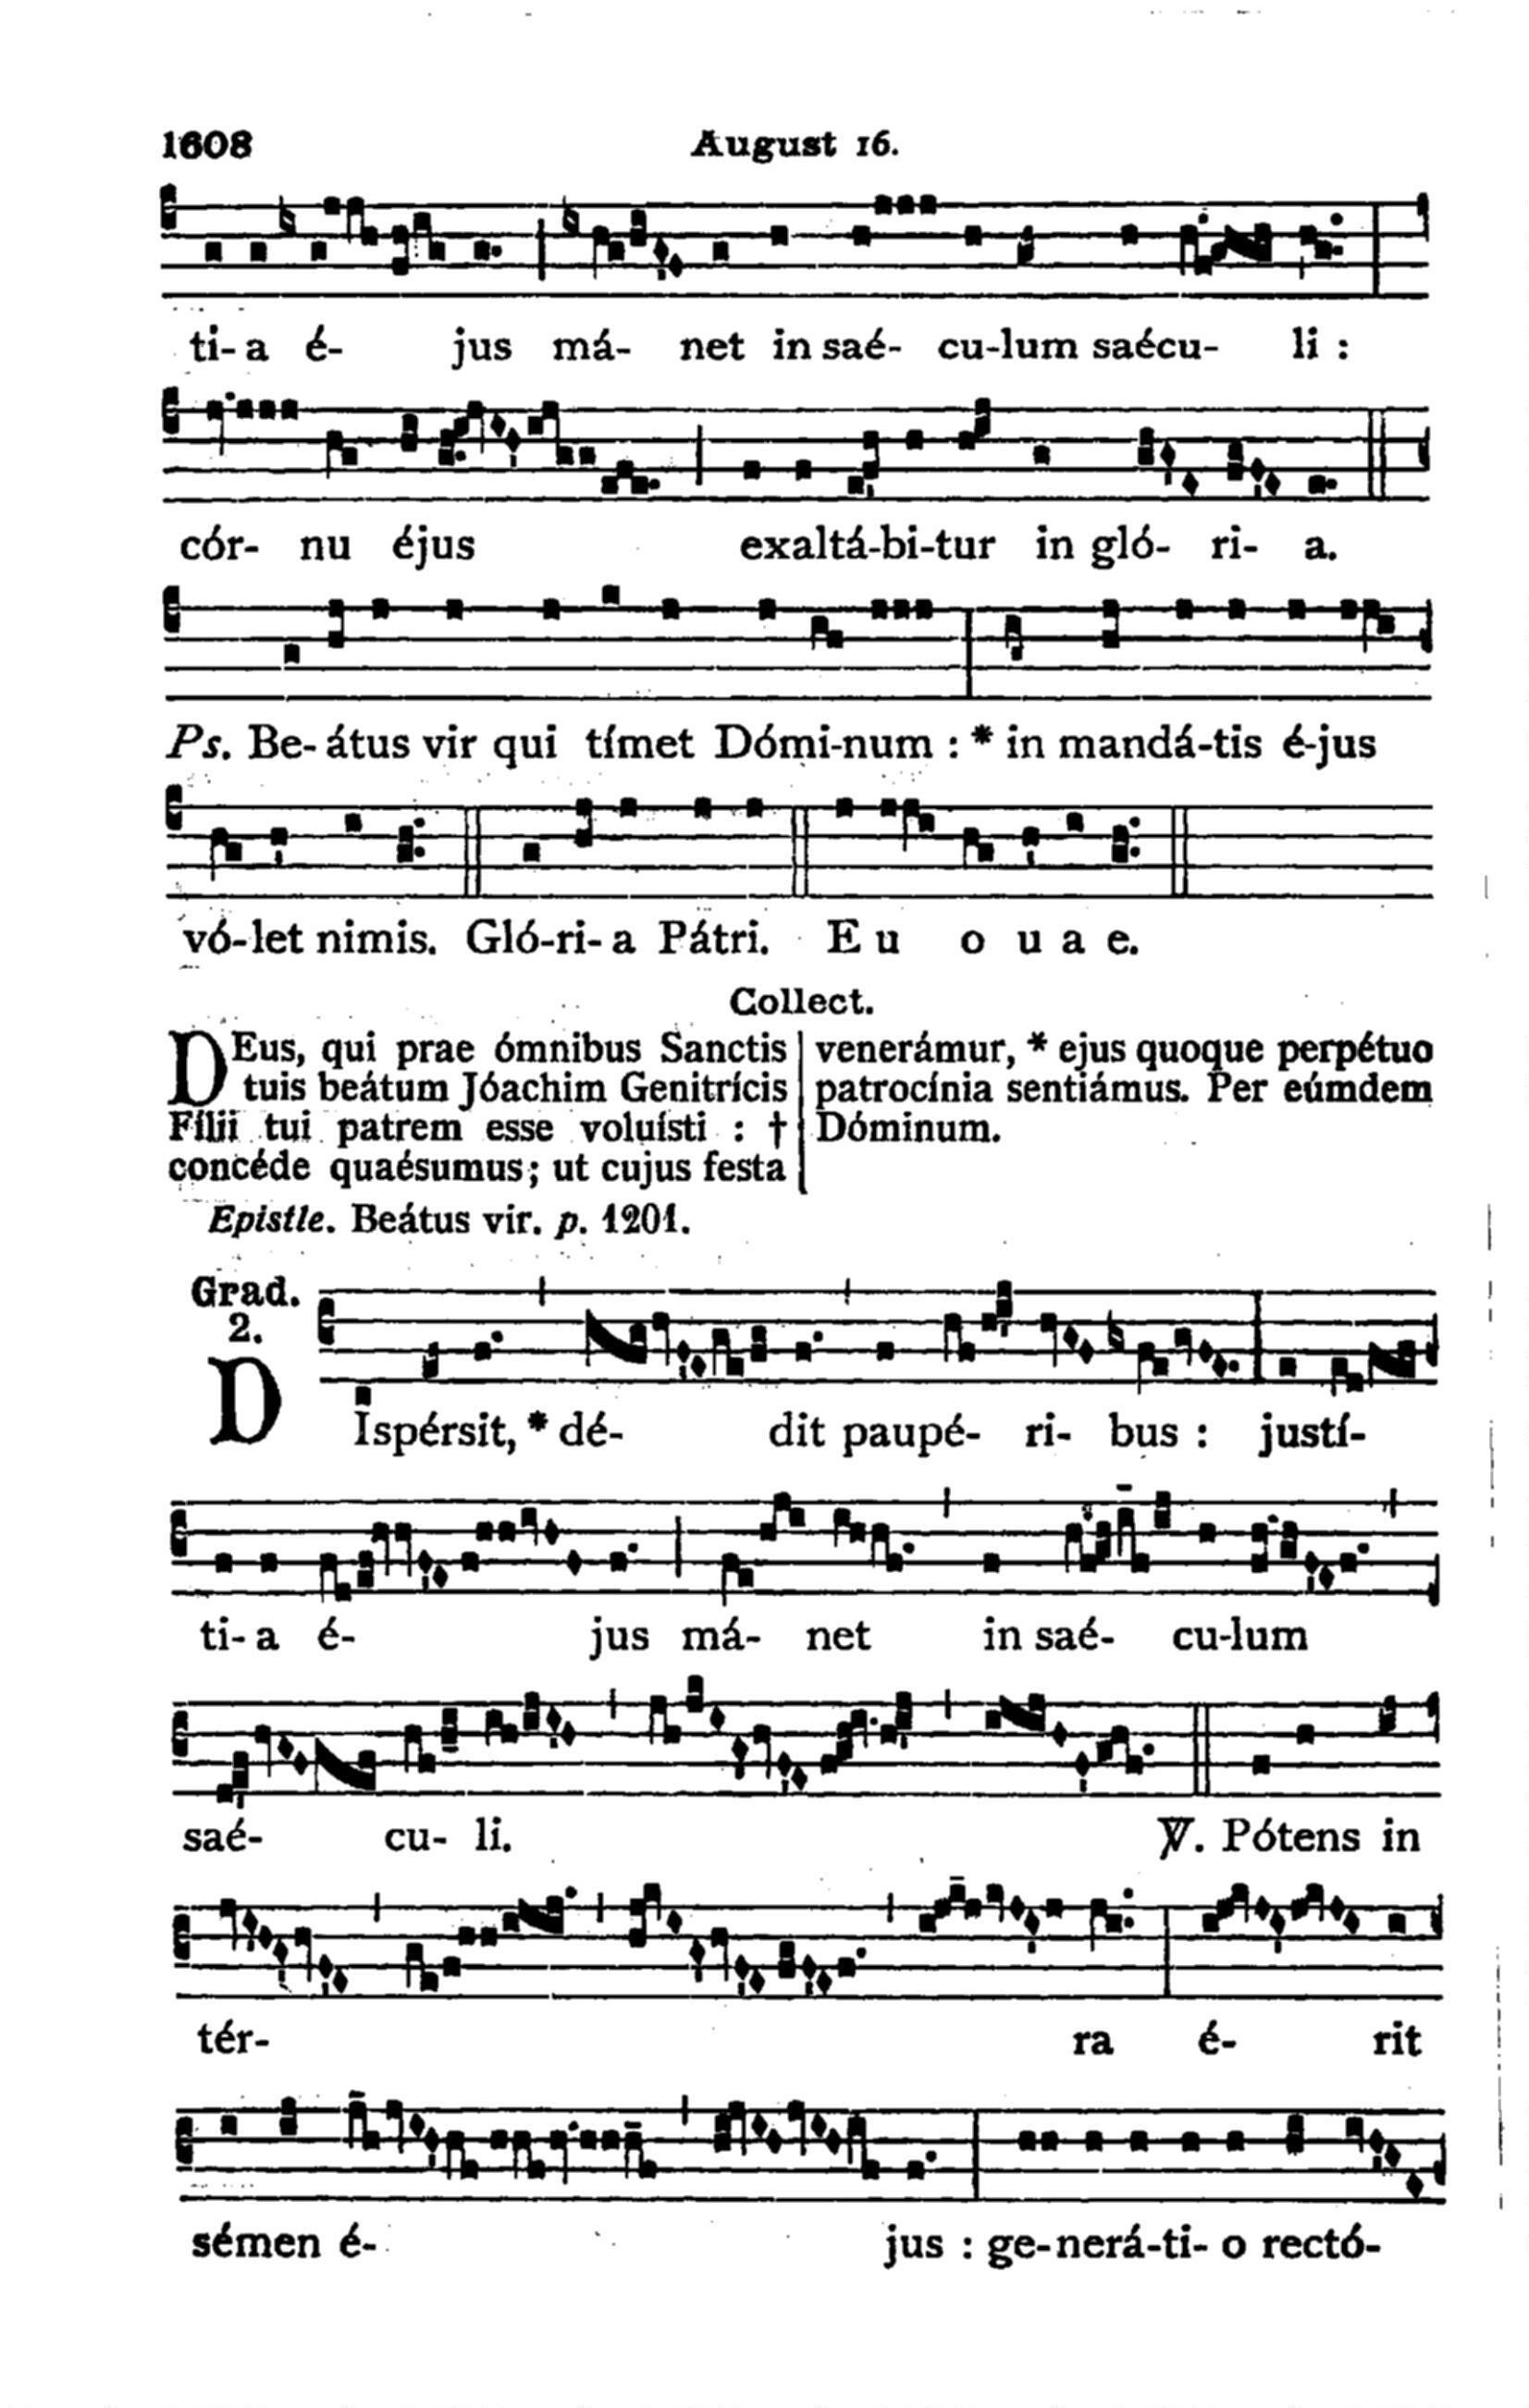 1608 August 16.
ti- a é- jus má- net in saé- cu-lum saécu- li :
cór- nu éjus exaltá-bi-tur in gló- ri- a.
Ps. Be- átus vir qui tímet Dómi-num : * in mandá-tis é-jus
vó-let nimis. Gló-ri- a Pátri. E u o u a e.
Collect.
DEus, qui prae ómnibus Sanctis
tuis beátum Jóachim Genitrícis
Fílii tui patrem esse voluísti : †
concéde quaésumus; ut cujus festa
venerámur, * ejus quoque perpétuo
patrocínia sentiámus. Per eúmdem
Dóminum.
Epistle. Beátus vir. p. 1201.
Grad.
2.
DIspérsit, * dé- dit paupé- ri- bus : justí-
ti- a é- jus má- net in saé- cu-lum
saé- cu- li. ℣. Pótens in
tér- ra é- rit
sémen é- jus : ge-nerá-ti- o rectó-